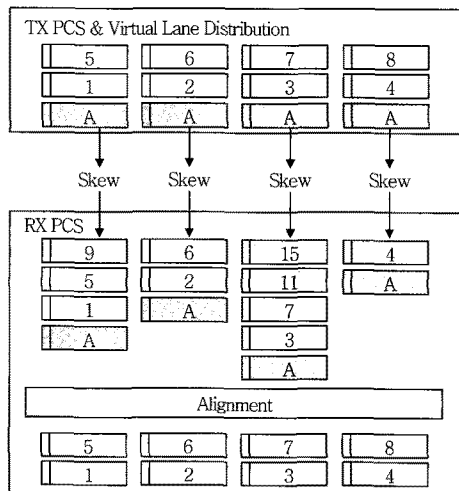 TX PCS & Virtual Lane Distribution
5 6 7 8
1 2 3 4
A A A A
Skew Skew Skew Skew
RX PCS
9 6 15 4
5 2 11 A
1 A 7
A 3
A
Alignment
5 6 7 8
1 2 3 4